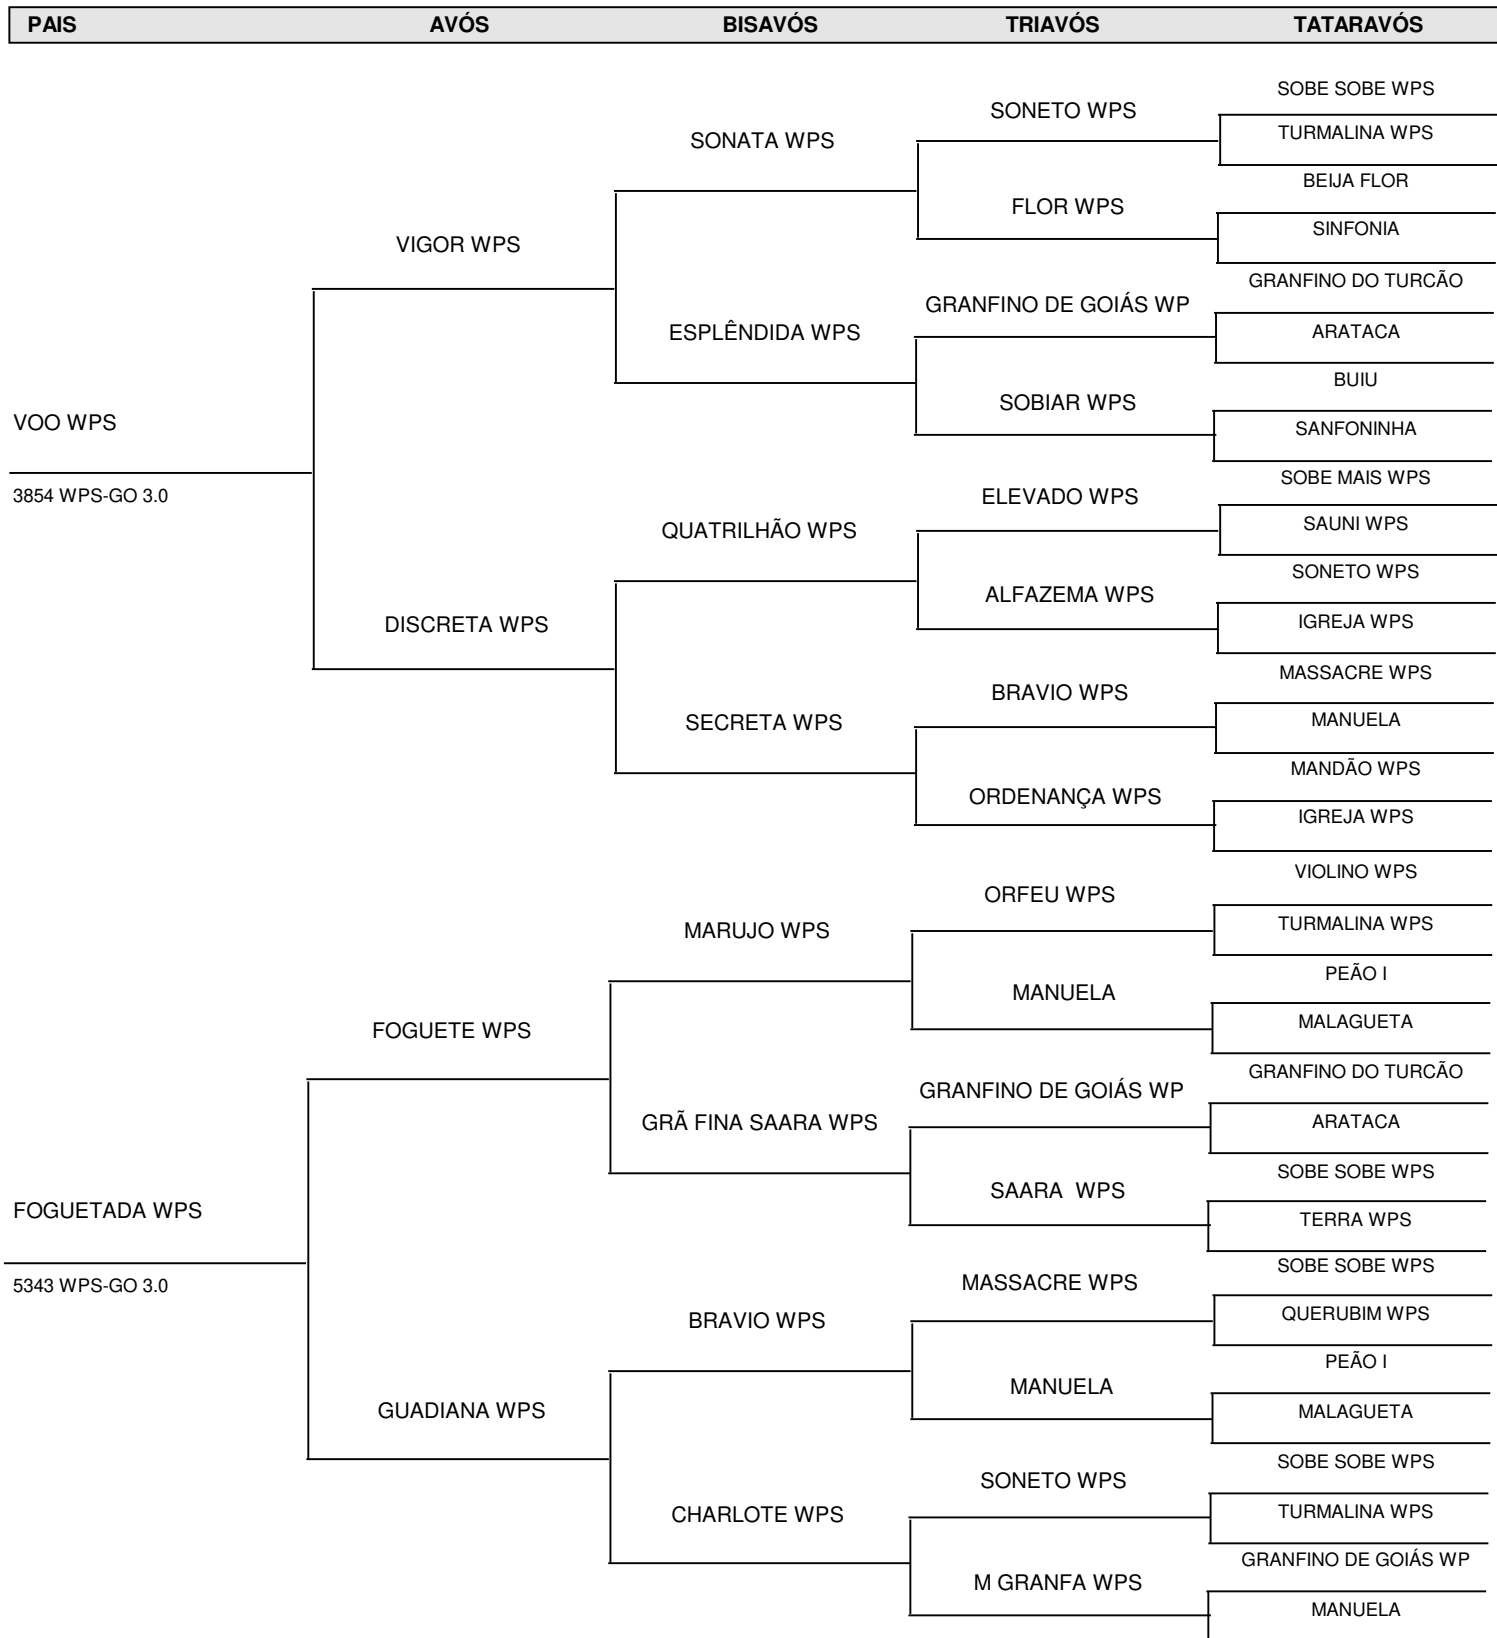 PAIS AVÓS BISAVÓS TRIAVÓS TATARAVÓS
SOBE SOBE WPS
SONETO WPS
TURMALINA WPS
SONATA WPS
BEIJA FLOR
FLOR WPS
SINFONIA
VIGOR WPS
GRANFINO DO TURCÃO
GRANFINO DE GOIÁS WP
ARATACA
ESPLÊNDIDA WPS
BUIU
SOBIAR WPS
VOO WPS
SANFONINHA
SOBE MAIS WPS
3854 WPS-GO 3.0
ELEVADO WPS
SAUNI WPS
QUATRILHÃO WPS
SONETO WPS
ALFAZEMA WPS
IGREJA WPS
DISCRETA WPS
MASSACRE WPS
BRAVIO WPS
MANUELA
SECRETA WPS
MANDÃO WPS
ORDENANÇA WPS
IGREJA WPS
VIOLINO WPS
ORFEU WPS
TURMALINA WPS
MARUJO WPS
PEÃO I
MANUELA
MALAGUETA
FOGUETE WPS
GRANFINO DO TURCÃO
GRANFINO DE GOIÁS WP
ARATACA
GRÃ FINA SAARA WPS
SOBE SOBE WPS
SAARA WPS
FOGUETADA WPS
TERRA WPS
SOBE SOBE WPS
5343 WPS-GO 3.0
MASSACRE WPS
QUERUBIM WPS
BRAVIO WPS
PEÃO I
MANUELA
GUADIANA WPS
MALAGUETA
SOBE SOBE WPS
SONETO WPS
TURMALINA WPS
CHARLOTE WPS
GRANFINO DE GOIÁS WP
M GRANFA WPS
MANUELA